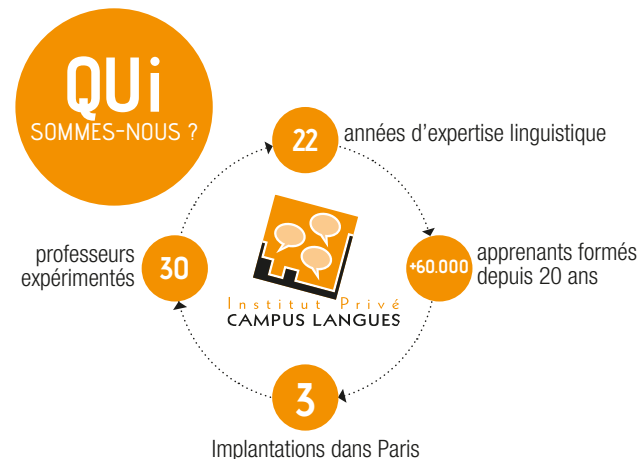 QUi
SOMMES-NOUS ?
22
années d'expertise linguistique
+60.000
apprenants formés
depuis 20 ans
3
Implantations dans Paris
30
professeurs
expérimentés
Institut Privé
CAMPUS LANGUES